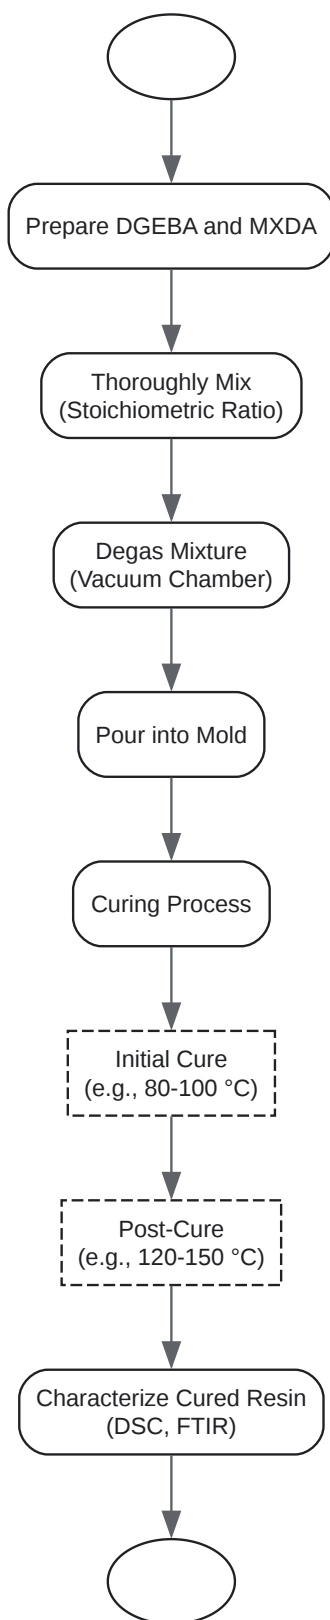 Prepare DGEBA and MXDA
Thoroughly Mix
(Stoichiometric Ratio)
Degas Mixture
(Vacuum Chamber)
Pour into Mold
Curing Process
Initial Cure
(e.g., 80-100 °C)
Post-Cure
(e.g., 120-150 °C)
Characterize Cured Resin
(DSC, FTIR)